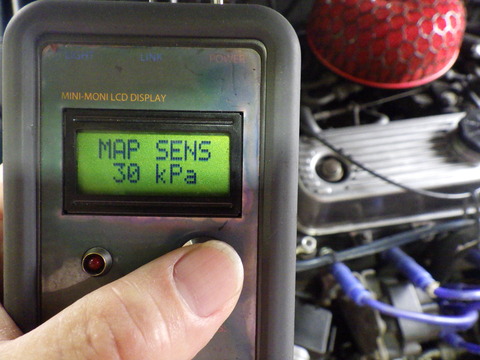 LINK
POWER
MINI-MONI LCD DISPLAY
MAP SENS
30 kPa